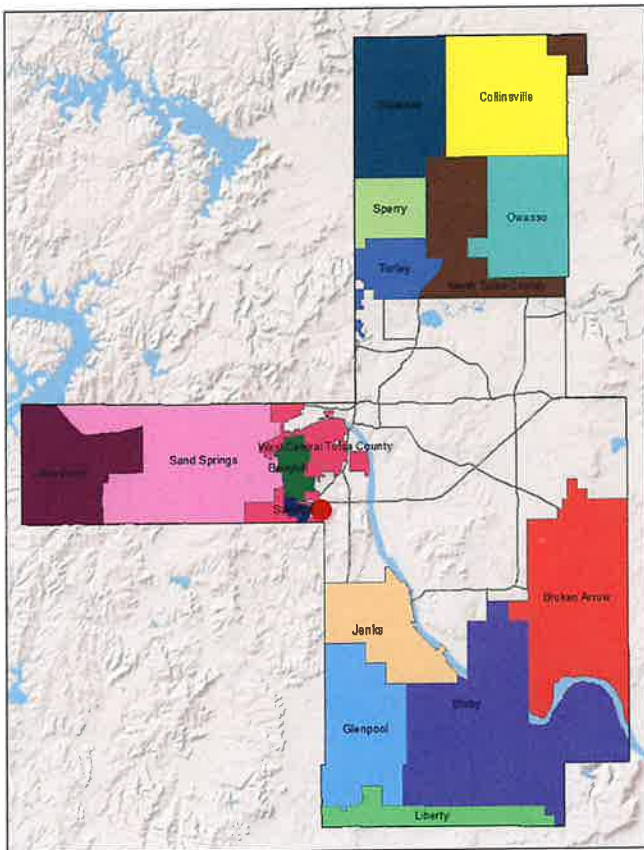 Collinsville
Skiatook
Sperry
Owasso
Turley
North Tulsa County
West Central Tulsa County
Sand Springs
Berryhill
Broken Arrow
Jenks
Bixby
Glenpool
Liberty